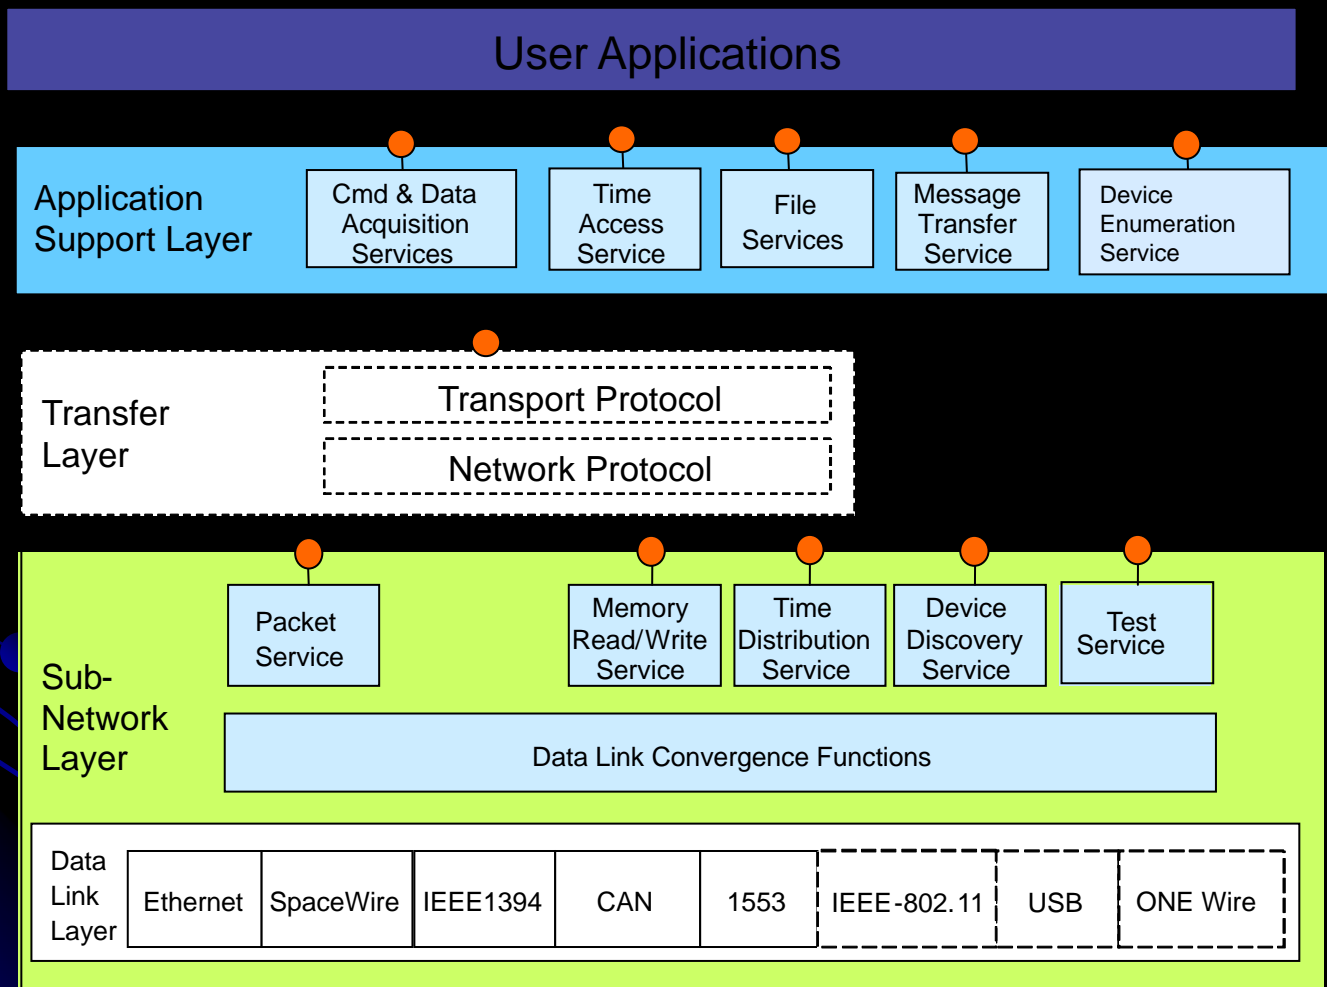 User Applications
Application
Support Layer
Cmd & Data
Acquisition
Services
Time
Access
Service
File
Services
Message
Transfer
Service
Device
Enumeration
Service
Transfer
Layer
Transport Protocol
Network Protocol
Sub-
Network
Layer
Packet
Service
Memory
Read/Write
Service
Time
Distribution
Service
Device
Discovery
Service
Test
Service
Data Link Convergence Functions
Data
Link
Layer
Ethernet
SpaceWire
IEEE1394
CAN
1553
IEEE-802.11
USB
ONE Wire